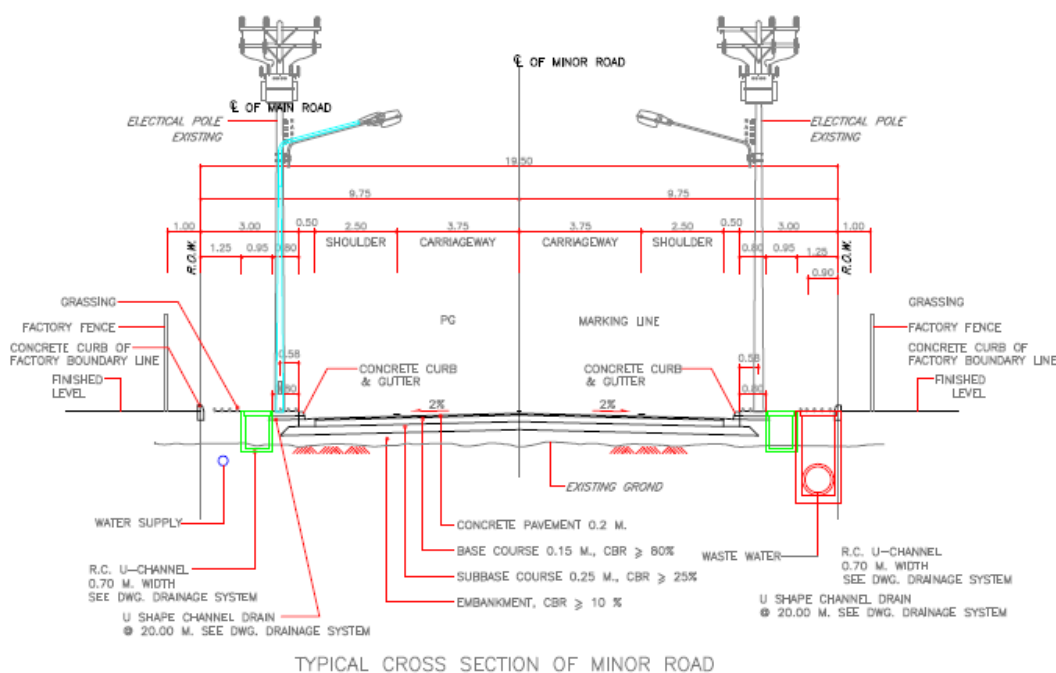 ℄ OF MINOR ROAD
℄ OF MAIN ROAD
ELECTICAL POLE
EXISTING
ELECTICAL POLE
EXISTING
19.50
9.75
9.75
1.00
3.00
0.50
2.50
3.75
3.75
2.50
0.50
3.00
1.00
SHOULDER
CARRIAGEWAY
CARRIAGEWAY
SHOULDER
R.O.W.
1.25
0.95
0.80
0.80
0.95
1.25
R.O.W.
0.90
GRASSING
FACTORY FENCE
CONCRETE CURB OF
FACTORY BOUNDARY LINE
FINISHED
LEVEL
PG
MARKING LINE
GRASSING
FACTORY FENCE
CONCRETE CURB OF
FACTORY BOUNDARY LINE
FINISHED
LEVEL
0.58
0.80
CONCRETE CURB
& GUTTER
CONCRETE CURB
& GUTTER
0.58
0.80
2%
2%
EXISTING GROND
WATER SUPPLY
CONCRETE PAVEMENT 0.2 M.
BASE COURSE 0.15 M., CBR ⩾ 80%
SUBBASE COURSE 0.25 M., CBR ⩾ 25%
EMBANKMENT, CBR ⩾ 10 %
WASTE WATER
R.C. U-CHANNEL
0.70 M. WIDTH
SEE DWG. DRAINAGE SYSTEM
U SHAPE CHANNEL DRAIN
@ 20.00 M. SEE DWG. DRAINAGE SYSTEM
R.C. U-CHANNEL
0.70 M. WIDTH
SEE DWG. DRAINAGE SYSTEM
U SHAPE CHANNEL DRAIN
@ 20.00 M. SEE DWG. DRAINAGE SYSTEM
TYPICAL CROSS SECTION OF MINOR ROAD